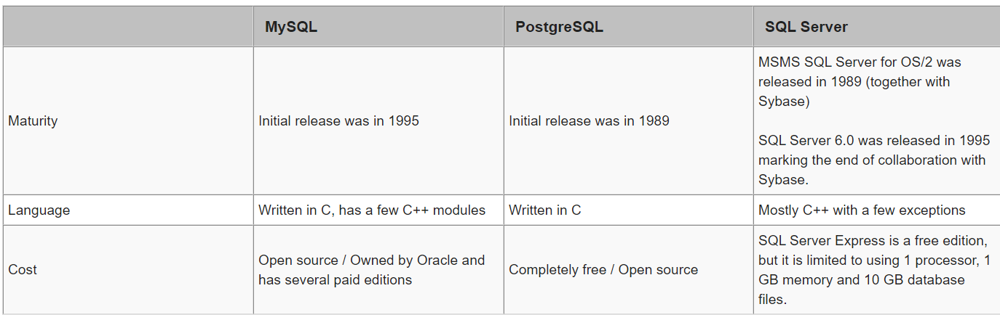 MySQL
PostgreSQL
SQL Server
Maturity
Initial release was in 1995
Initial release was in 1989
MSMS SQL Server for OS/2 was
released in 1989 (together with
Sybase)
SQL Server 6.0 was released in 1995
marking the end of collaboration with
Sybase.
Language
Written in C, has a few C++ modules
Written in C
Mostly C++ with a few exceptions
Cost
Open source / Owned by Oracle and
has several paid editions
Completely free / Open source
SQL Server Express is a free edition,
but it is limited to using 1 processor, 1
GB memory and 10 GB database
files.